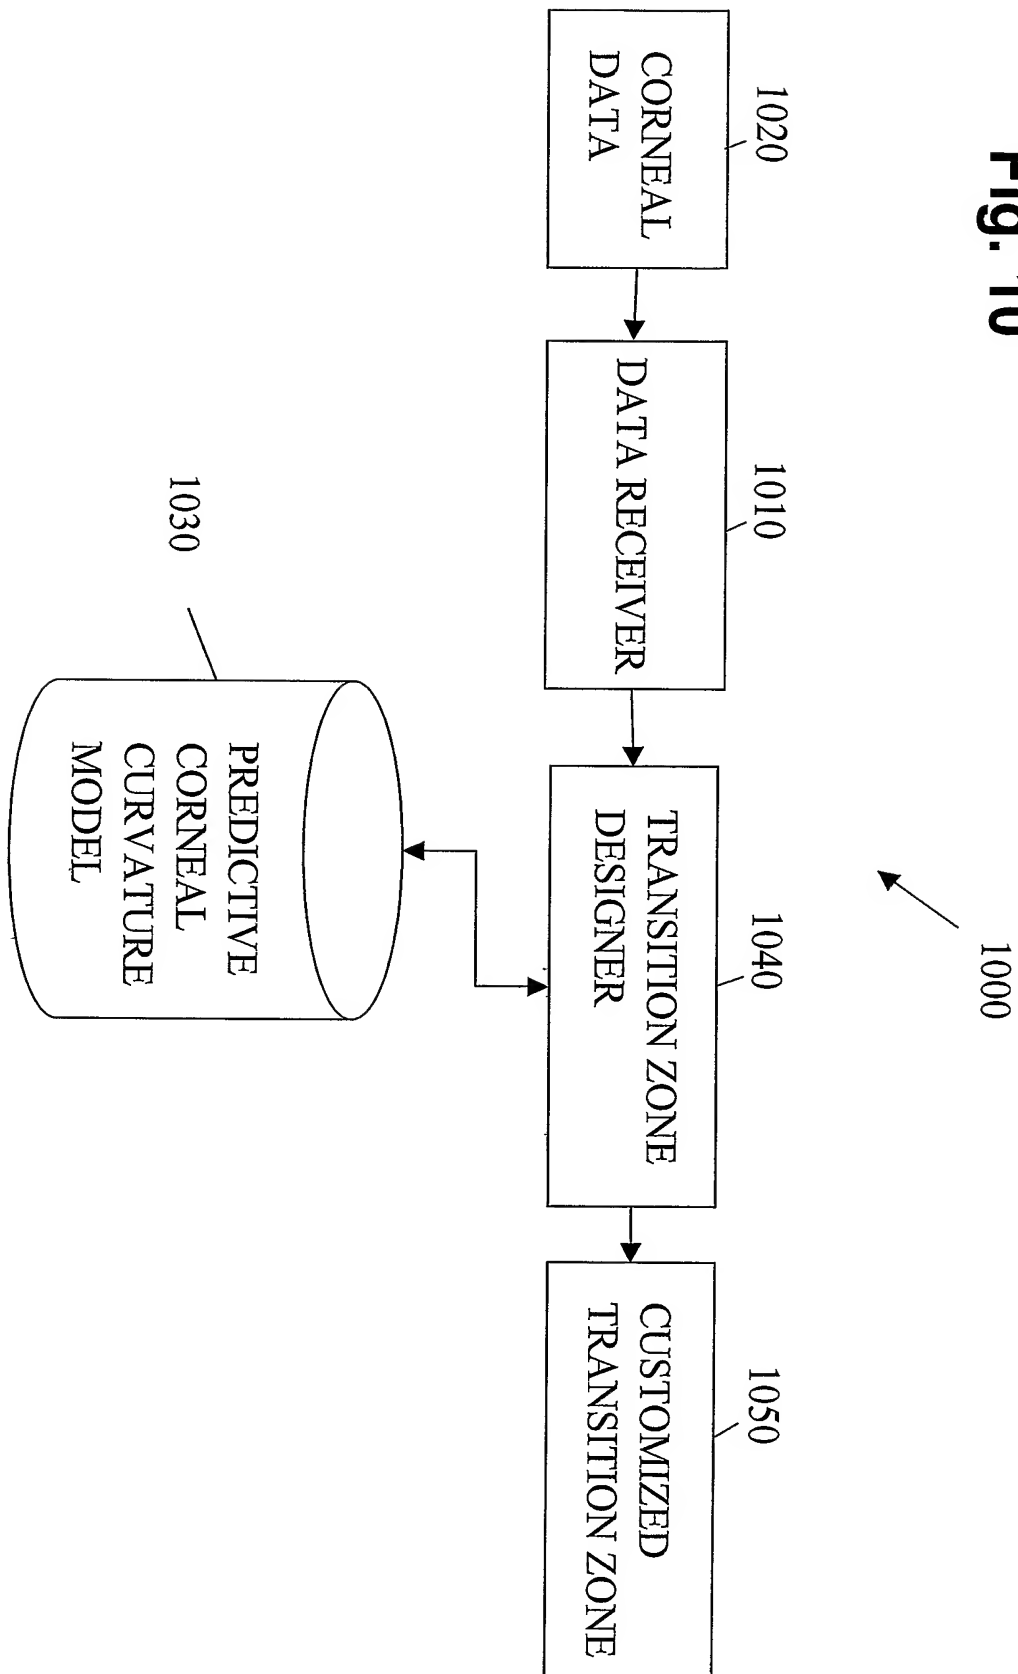 Fig. 10
1000
1020
CORNEAL
DATA
1010
DATA RECEIVER
1040
TRANSITION ZONE
DESIGNER
1050
CUSTOMIZED
TRANSITION ZONE
1030
PREDICTIVE
CORNEAL
CURVATURE
MODEL